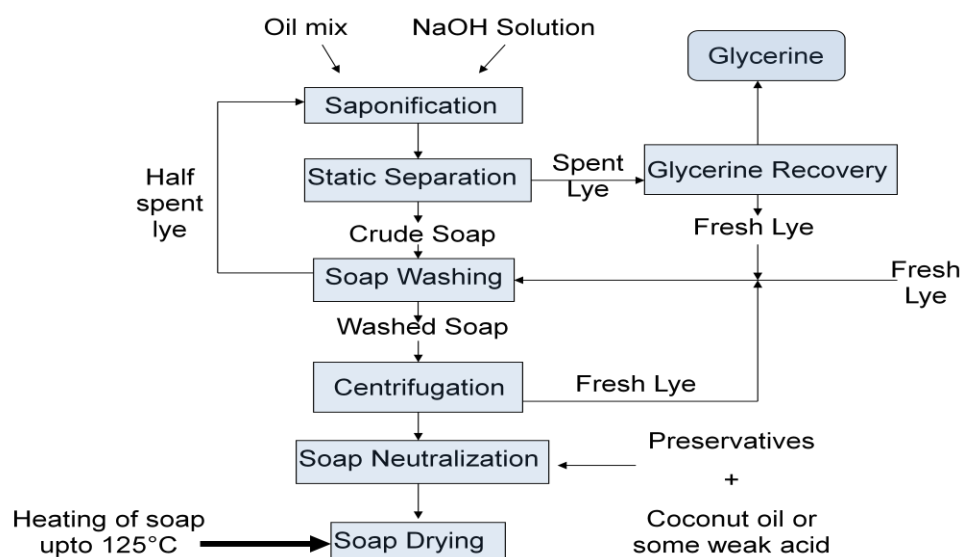 Oil mix
NaOH Solution
Glycerine
Saponification
Half
spent
lye
Static Separation
Spent
Lye
Glycerine Recovery
Crude Soap
Fresh Lye
Soap Washing
Fresh
Lye
Washed Soap
Centrifugation
Fresh Lye
Soap Neutralization
Preservatives
+
Coconut oil or
some weak acid
Heating of soap
upto 125°C
Soap Drying